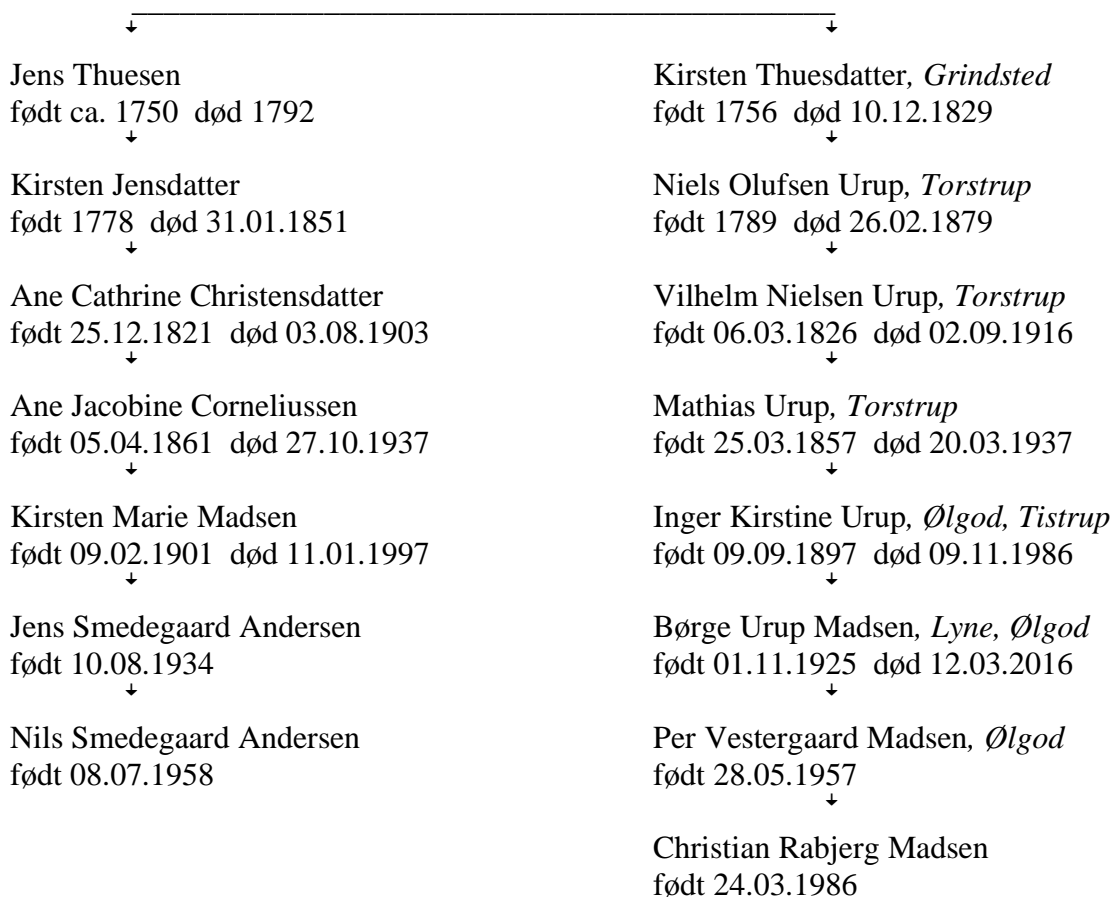 Jens Thuesen
født ca. 1750 død 1792
Kirsten Jensdatter
født 1778 død 31.01.1851
Ane Cathrine Christensdatter
født 25.12.1821 død 03.08.1903
Ane Jacobine Corneliussen
født 05.04.1861 død 27.10.1937
Kirsten Marie Madsen
født 09.02.1901 død 11.01.1997
Jens Smedegaard Andersen
født 10.08.1934
Nils Smedegaard Andersen
født 08.07.1958
Kirsten Thuesdatter, Grindsted
født 1756 død 10.12.1829
Niels Olufsen Urup, Torstrup
født 1789 død 26.02.1879
Vilhelm Nielsen Urup, Torstrup
født 06.03.1826 død 02.09.1916
Mathias Urup, Torstrup
født 25.03.1857 død 20.03.1937
Inger Kirstine Urup, Ølgod, Tistrup
født 09.09.1897 død 09.11.1986
Børge Urup Madsen, Lyne, Ølgod
født 01.11.1925 død 12.03.2016
Per Vestergaard Madsen, Ølgod
født 28.05.1957
Christian Rabjerg Madsen
født 24.03.1986